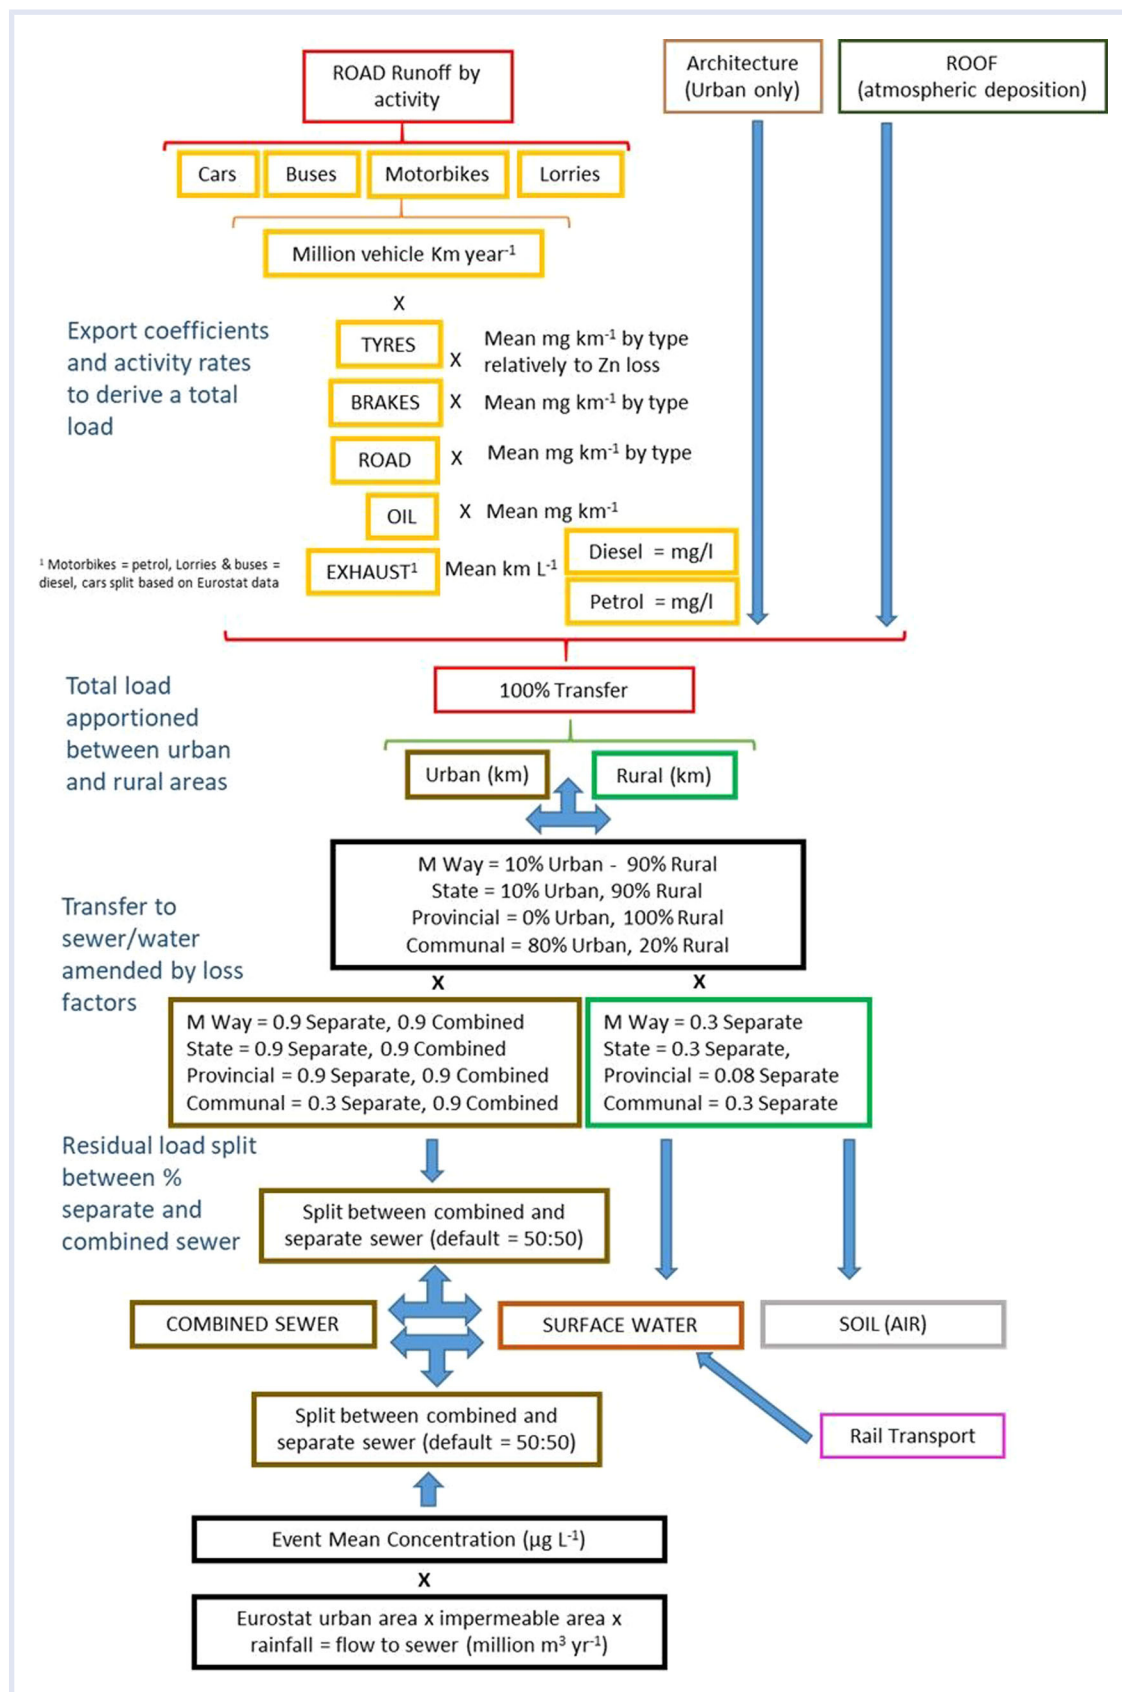 ROAD Runoff by
activity
Architecture
(Urban only)
ROOF
(atmospheric deposition)
Cars
Buses
Motorbikes
Lorries
Million vehicle Km year-1
X
Export coefficients
and activity rates
to derive a total
load
TYRES
X
Mean mg km-1 by type
relatively to Zn loss
BRAKES
X
Mean mg km-1 by type
ROAD
X
Mean mg km-1 by type
OIL
X
Mean mg km-1
1 Motorbikes = petrol, Lorries & buses =
diesel, cars split based on Eurostat data
EXHAUST1
Mean km L-1
Diesel = mg/l
Petrol = mg/l
100% Transfer
Total load
apportioned
between urban
and rural areas
Urban (km)
Rural (km)
M Way = 10% Urban - 90% Rural
State = 10% Urban, 90% Rural
Provincial = 0% Urban, 100% Rural
Communal = 80% Urban, 20% Rural
Transfer to
sewer/water
amended by loss
factors
X
X
M Way = 0.9 Separate, 0.9 Combined
State = 0.9 Separate, 0.9 Combined
Provincial = 0.9 Separate, 0.9 Combined
Communal = 0.3 Separate, 0.9 Combined
M Way = 0.3 Separate
State = 0.3 Separate,
Provincial = 0.08 Separate
Communal = 0.3 Separate
Residual load split
between %
separate and
combined sewer
Split between combined and
separate sewer (default = 50:50)
COMBINED SEWER
SURFACE WATER
SOIL (AIR)
Split between combined and
separate sewer (default = 50:50)
Rail Transport
Event Mean Concentration (µg L-1)
X
Eurostat urban area x impermeable area x
rainfall = flow to sewer (million m3 yr-1)